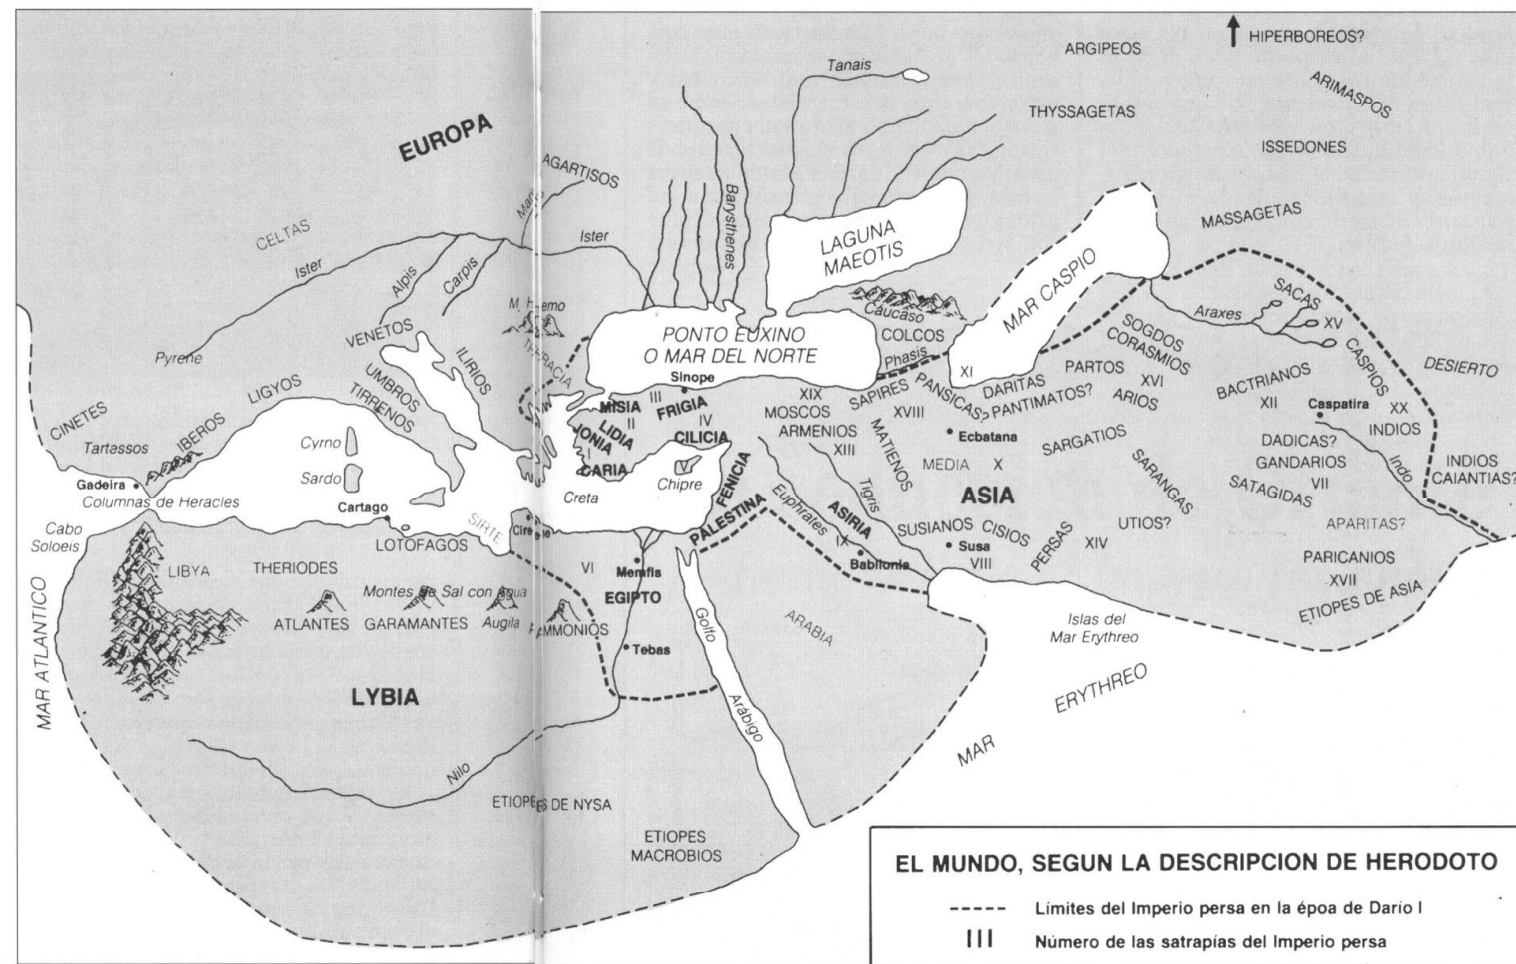 HIPERBOREOS?
ARGIPEOS
ARIMASPOS
Tanais
THYSSAGETAS
ISSEDONES
EUROPA
AGARTISOS
MASSAGETAS
CELTAS
Ister
Ister
Barysthenes
LAGUNA
MAEOTIS
MAR CASPIO
Alpis
Carpis
Cáucaso
COLCOS
Phasis
SACAS
XV
Araxes
CASPIOS
DESIERTO
VENETOS
ILIRIOS
THRACIA
PONTO EUXINO
O MAR DEL NORTE
Sinope
Pyrene
UMBROS
TIRRENOS
LIGYOS
IBEROS
CINETES
Tartassos
Gadeira
Columnas de Heracles
Cabo
Soloeis
MAR ATLANTICO
Cyrno
Sardo
Cartago
SIRTE
LOTOFAGOS
MISIA
III
FRIGIA
LIDIA
II
IV
JONIA
I
CARIA
CILICIA
V
Chipre
Creta
FENICIA
PALESTINA
XIX
MOSCOS
ARMENIOS
XIII
SAPIRES
XVIII
MATIENOS
PANSICAS?
XI
DARITAS
PANTIMATOS?
PARTOS
SOGDOS
CORASMIOS
XVI
ARIOS
BACTRIANOS
XII
Caspatira
XX
INDIOS
DADICAS?
GANDARIOS
VII
SATAGIDAS
Indo
INDIOS
CAIANTIAS?
APARITAS?
PARICANIOS
XVII
ETIOPES DE ASIA
Ecbatana
MEDIA
X
SARGATIOS
SARANGAS
ASIA
UTIOS?
XIV
PERSAS
SUSIANOS
CISIOS
Susa
VIII
Tigris
ASIRIA
IX
Euphrates
Babilonia
ARABIA
Islas del
Mar Erythreo
MAR
ERYTHREO
Golfo
Arábigo
LIBYA
THERIODES
Montes de Sal con Agua
ATLANTES
GARAMANTES
Augila
AMMONIOS
VI
Memfis
EGIPTO
Tebas
LYBIA
Nilo
ETIOPES DE NYSA
ETIOPES
MACROBIOS
EL MUNDO, SEGUN LA DESCRIPCION DE HERODOTO
Límites del Imperio persa en la époa de Darío I
III Número de las satrapías del Imperio persa